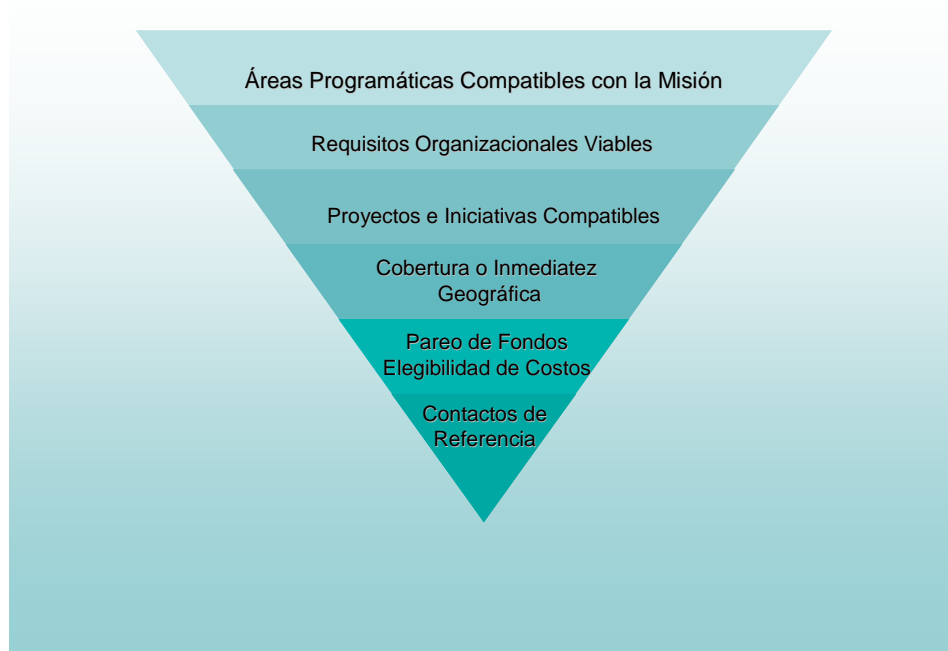 Áreas Programáticas Compatibles con la Misión
Requisitos Organizacionales Viables
Proyectos e Iniciativas Compatibles
Cobertura o Inmediatez
Geográfica
Pareo de Fondos
Elegibilidad de Costos
Contactos de
Referencia